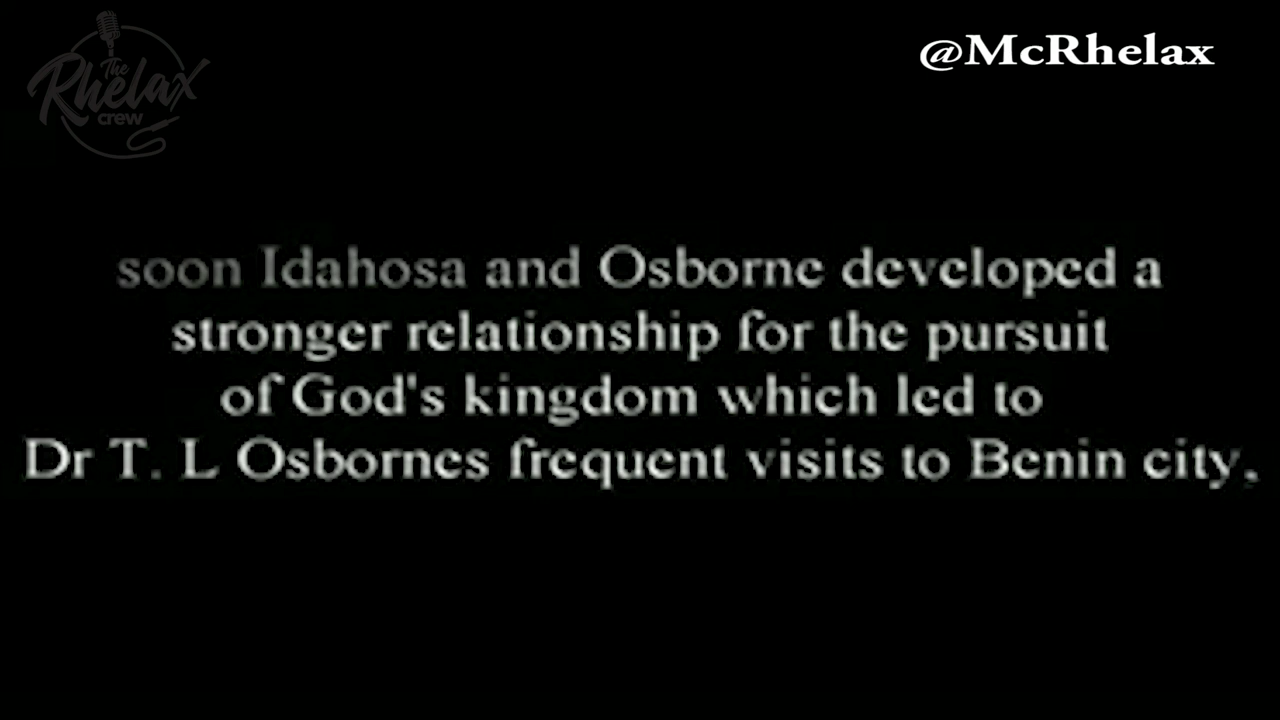 The
Rhelax
crew
@McRhelax
soon Idahosa and Osborne developed a
stronger relationship for the pursuit
of God's kingdom which led to
Dr T. L Osbornes frequent visits to Benin city,